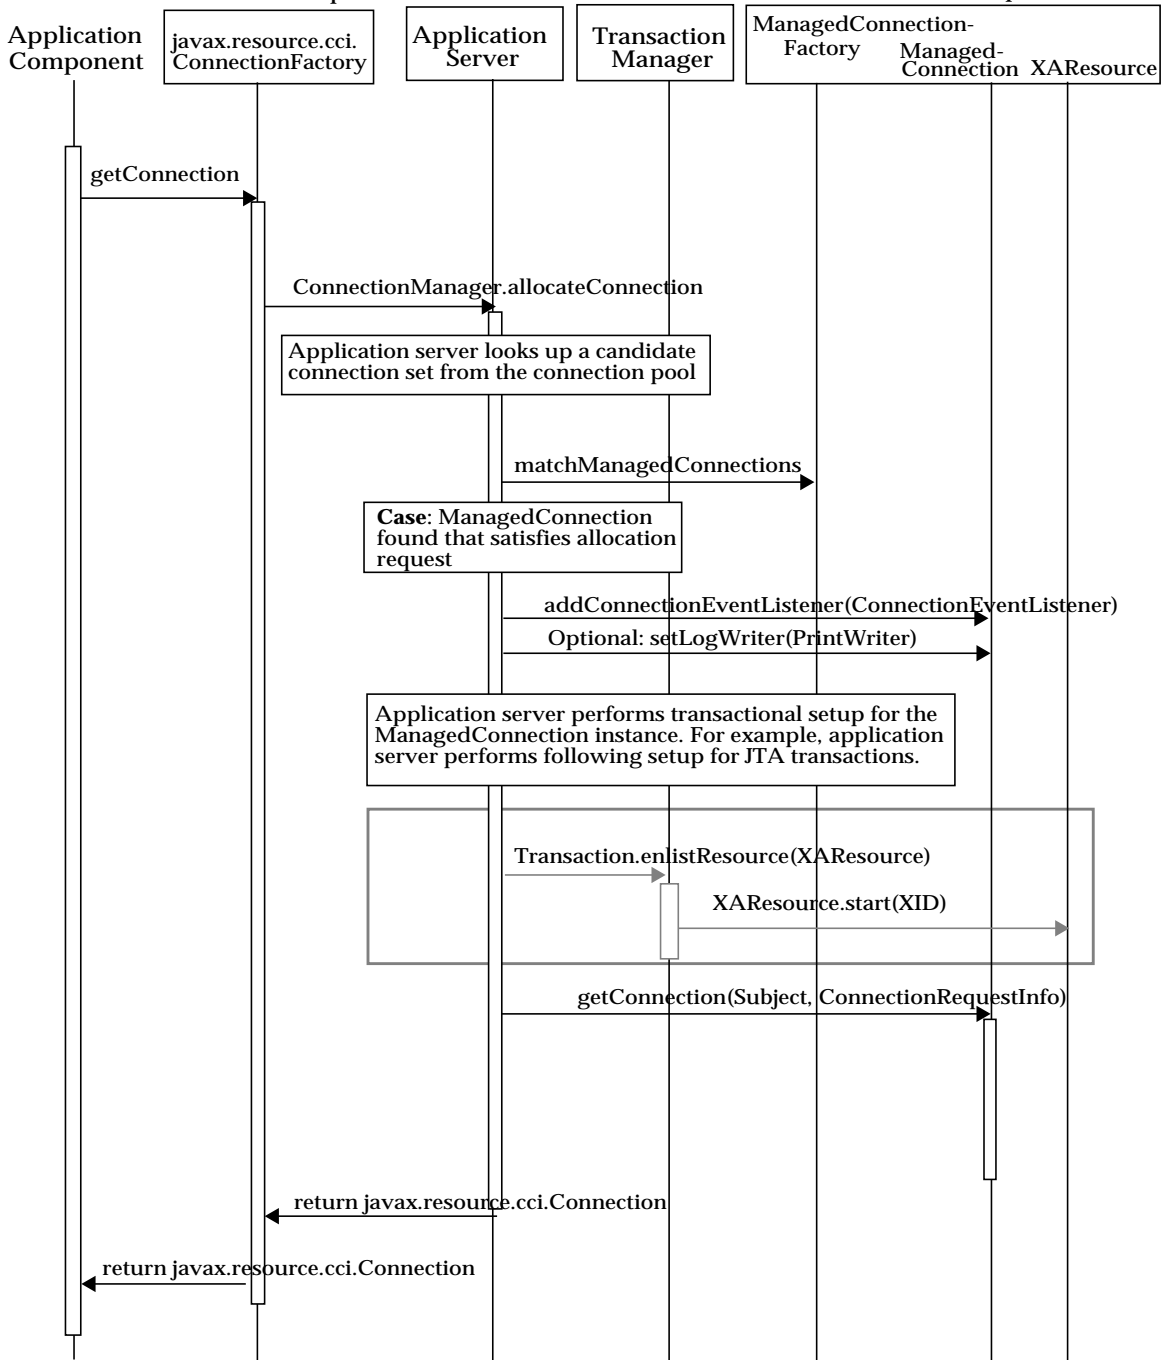 Application
Component
javax.resource.cci.
ConnectionFactory
Application
Server
Transaction
Manager
ManagedConnection-
Factory
Managed-
Connection
XAResource
getConnection
ConnectionManager.allocateConnection
Application server looks up a candidate
connection set from the connection pool
matchManagedConnections
Case: ManagedConnection
found that satisfies allocation
request
addConnectionEventListener(ConnectionEventListener)
Optional: setLogWriter(PrintWriter)
Application server performs transactional setup for the
ManagedConnection instance. For example, application
server performs following setup for JTA transactions.
Transaction.enlistResource(XAResource)
XAResource.start(XID)
getConnection(Subject, ConnectionRequestInfo)
return javax.resource.cci.Connection
return javax.resource.cci.Connection